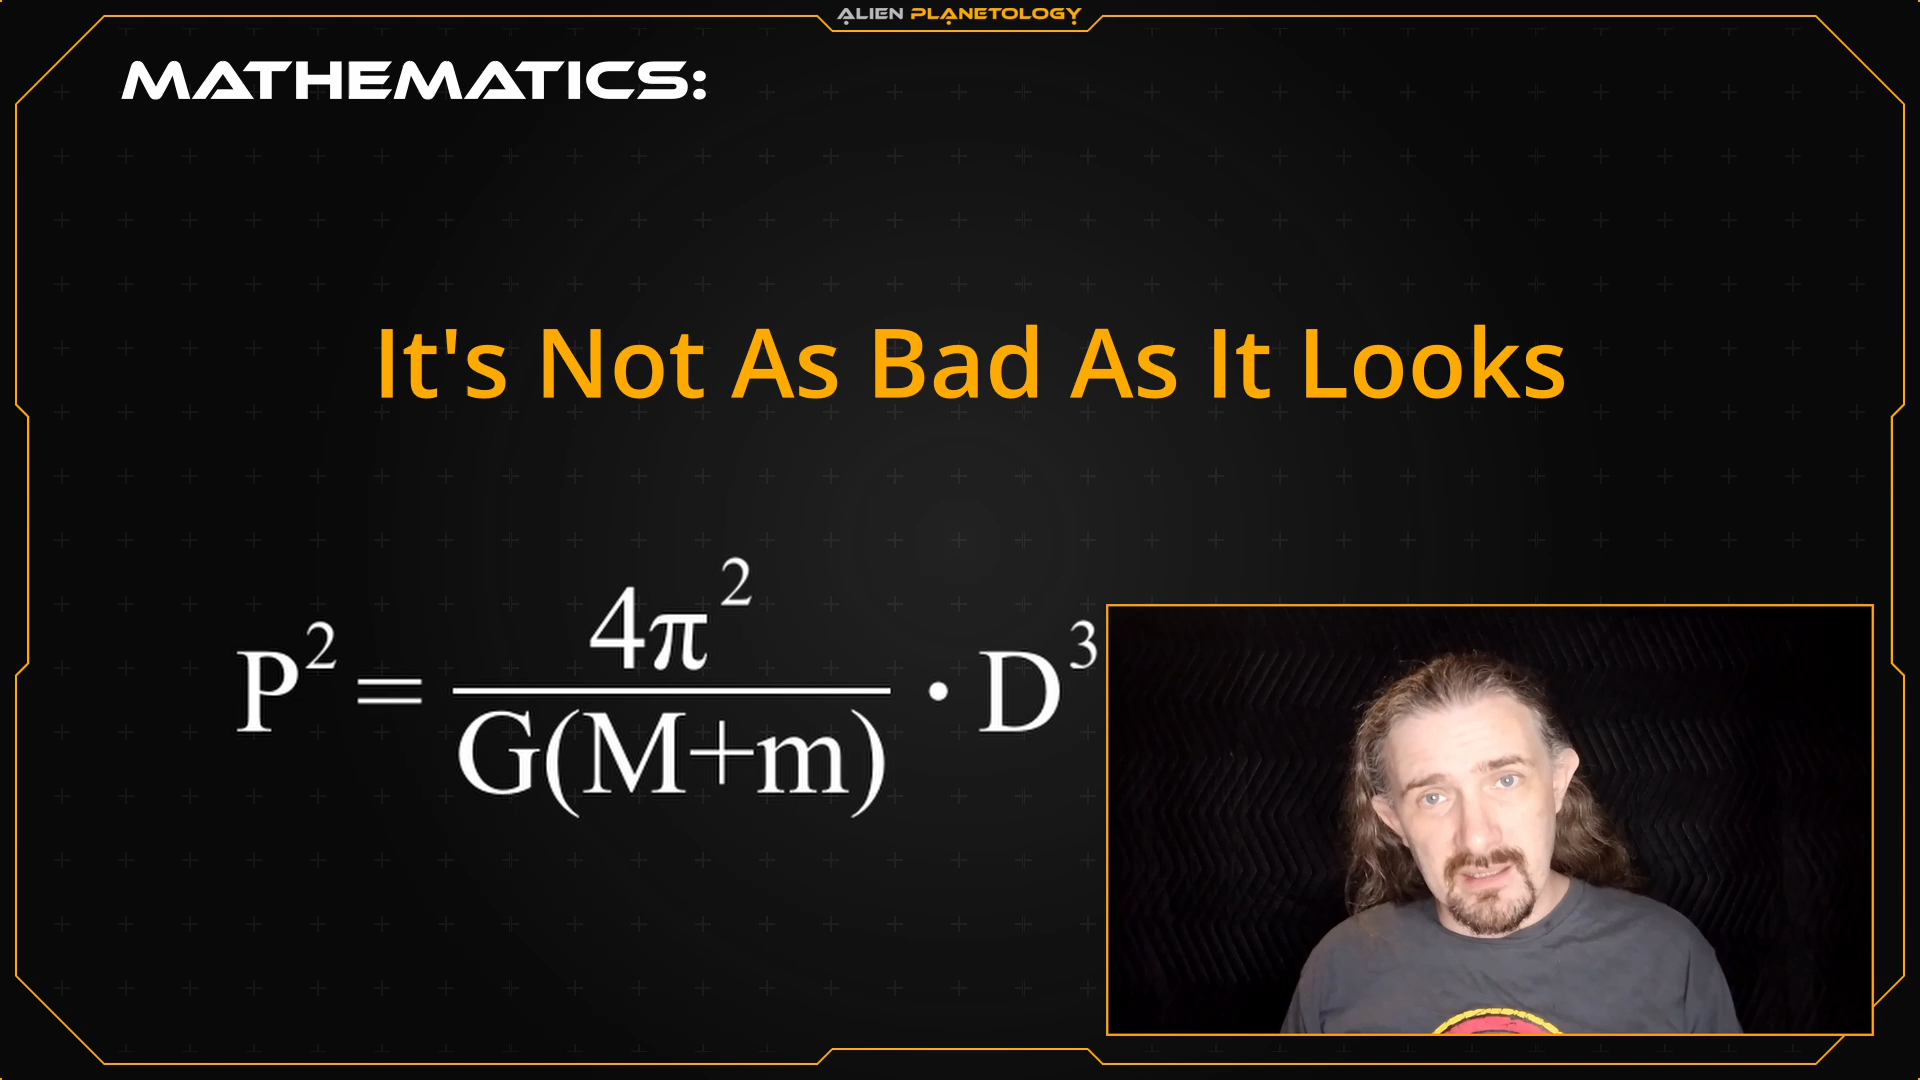 ALIEN PLANETOLOGY
MATHEMATICS:
It's Not As Bad As It Looks
P² = 4π² / G(M+m) · D³